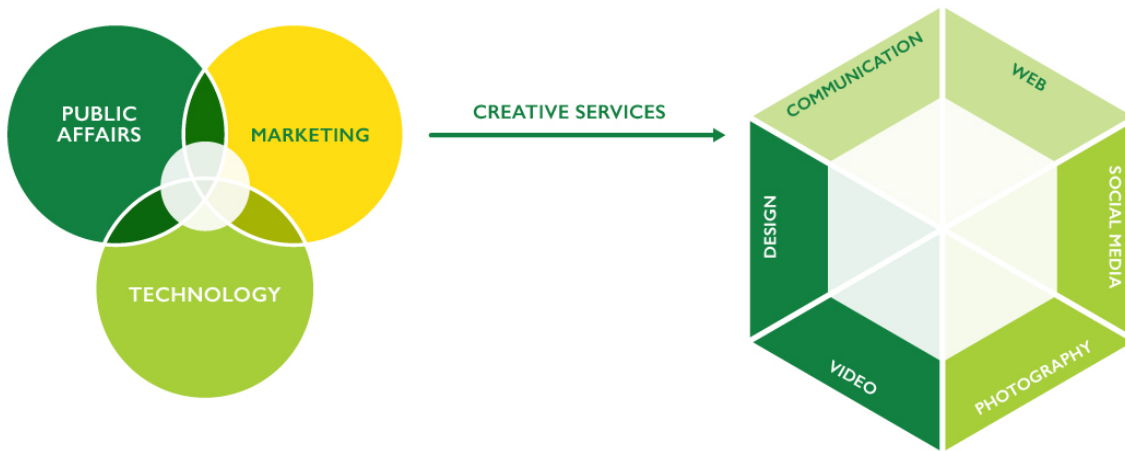 PUBLIC
AFFAIRS
MARKETING
TECHNOLOGY
CREATIVE SERVICES
COMMUNICATION
WEB
SOCIAL MEDIA
PHOTOGRAPHY
VIDEO
DESIGN